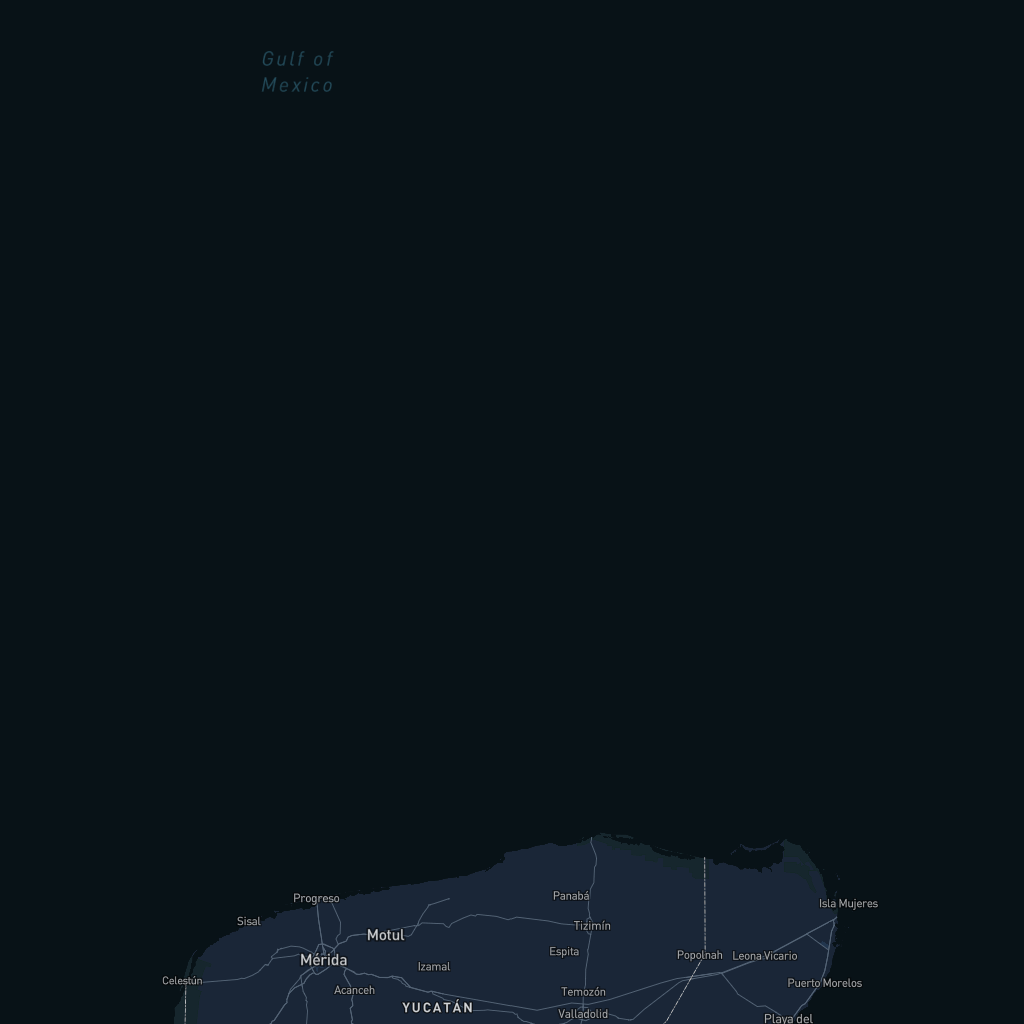 Gulf of
Mexico
Panabá
Progreso
Isla Mujeres
Sisal
Tizimín
Motul
Espita
Popolnah
Leona Vicario
Mérida
Izamal
Celestún
Puerto Morelos
Acanceh
Temozón
YUCATÁN
Valladolid
Playa del